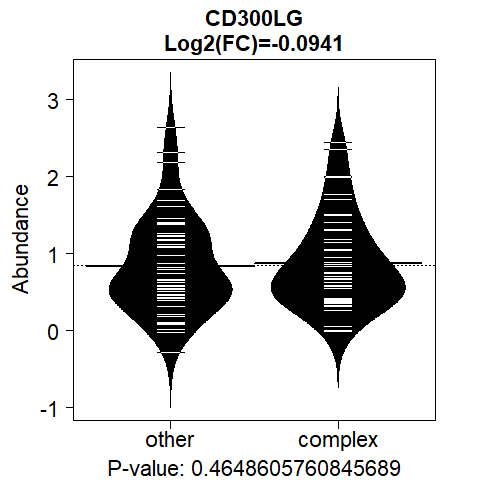 CD300LG
Log2(FC)=-0.0941
Abundance
3
2
1
0
-1
other complex
P-value: 0.4648605760845689